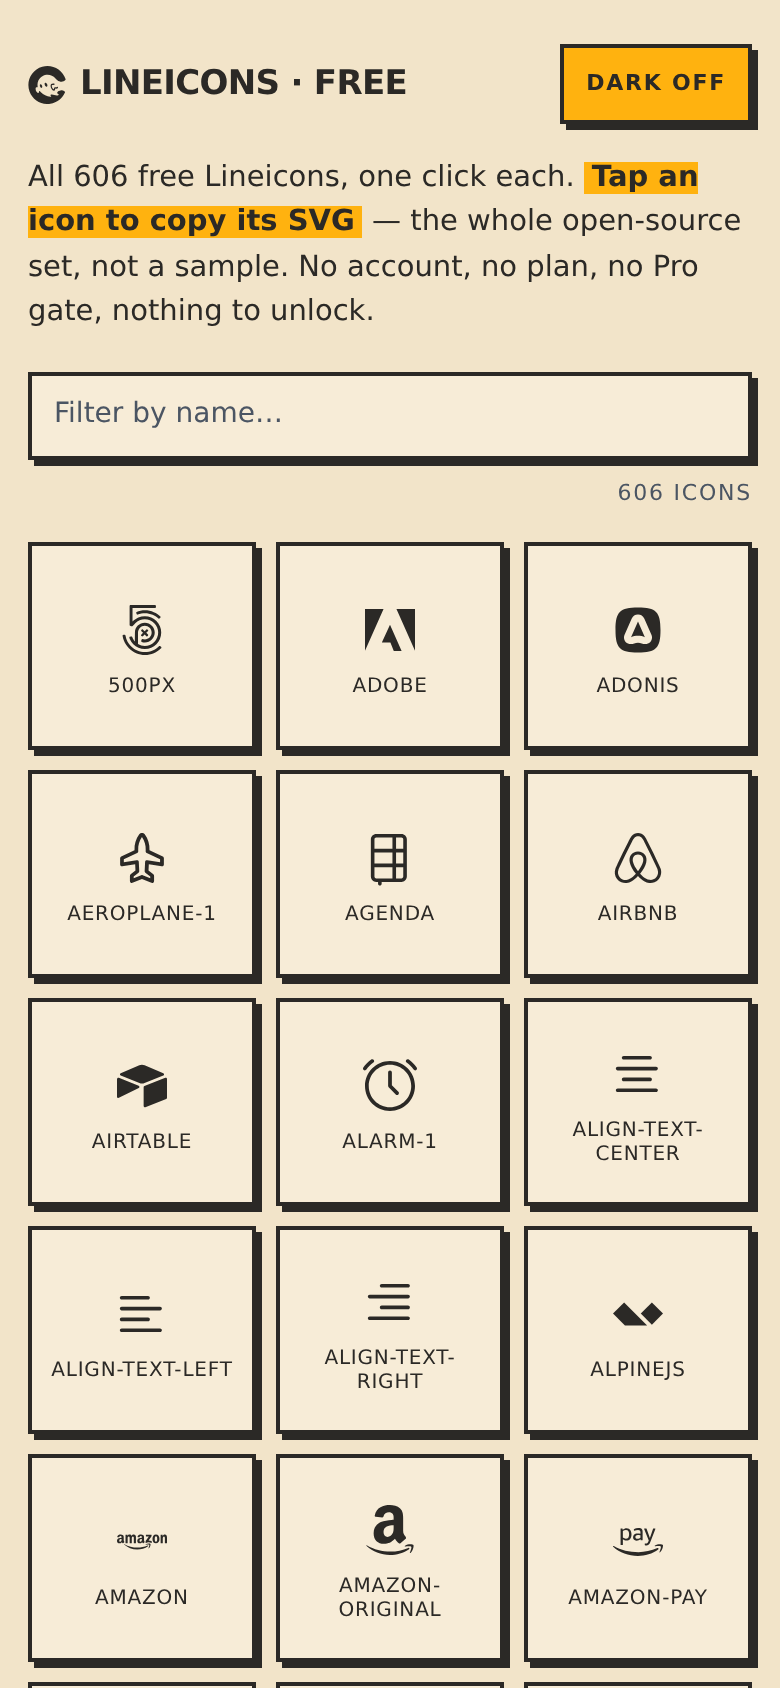 LINEICONS · FREE
DARK OFF
All 606 free Lineicons, one click each. Tap an
icon to copy its SVG — the whole open-source
set, not a sample. No account, no plan, no Pro
gate, nothing to unlock.
Filter by name...
606 ICONS
500PX
ADOBE
ADONIS
AEROPLANE-1
AGENDA
AIRBNB
AIRTABLE
ALARM-1
ALIGN-TEXT-
CENTER
ALIGN-TEXT-LEFT
ALIGN-TEXT-
RIGHT
ALPINEJS
amazon
AMAZON
a
AMAZON-
ORIGINAL
pay
AMAZON-PAY